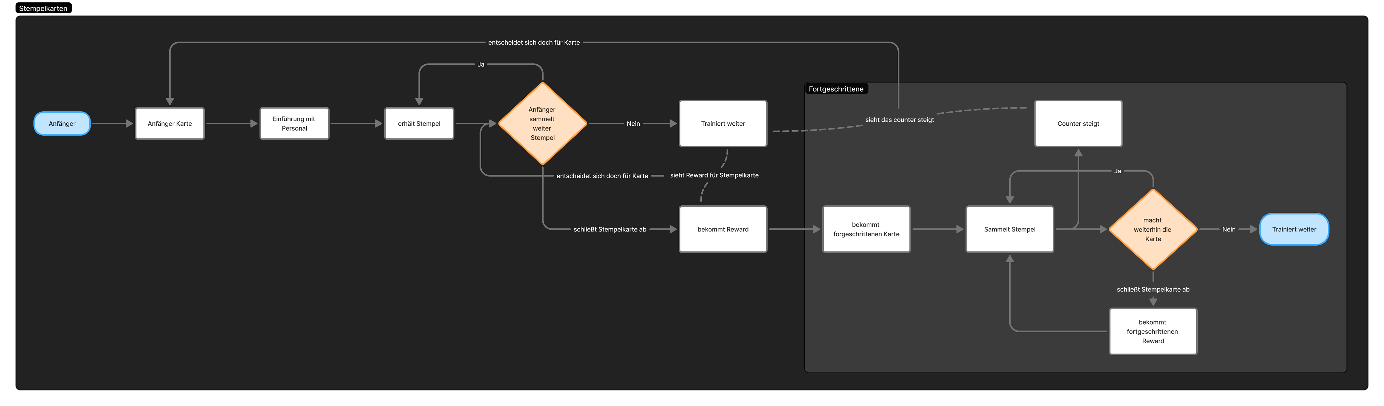 Stempelkarten
entscheidet sich doch für Karte
Ja
Fortgeschrittene
Anfänger
Anfänger Karte
Einführung mit
Personal
erhält Stempel
Anfänger
sammelt
weiter
Stempel
Nein
Trainiert weiter
sieht das counter steigt
Counter steigt
entscheidet sich doch für Karte
sieht Reward für Stempelkarte
Ja
schließt Stempelkarte ab
bekommt Reward
bekommt
forgeschrittenen Karte
Sammelt Stempel
macht
weiterhin die
Karte
Nein
Trainiert weiter
schließt Stempelkarte ab
bekommt
fortgeschrittenen
Reward